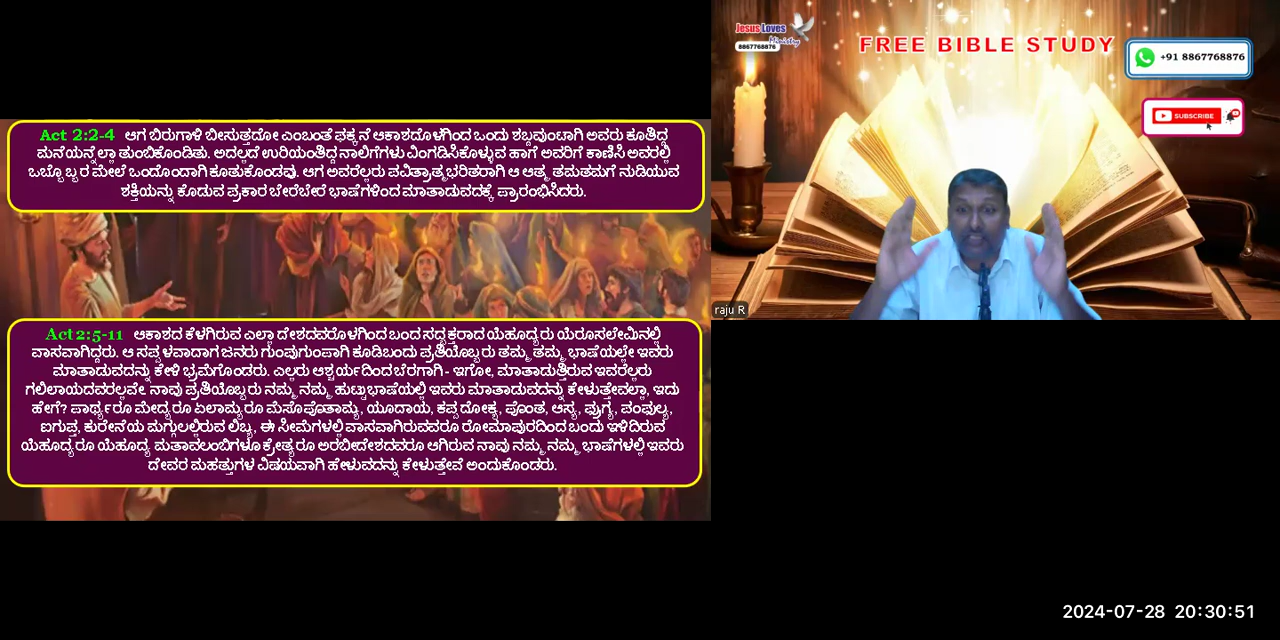 Act 2:2-4 ಆಗ ಬಿರುಗಾಳಿ ಬೀಸುತ್ತದೋ ಎಂಬಂತೆ ಫಕ್ಕನೆ ಆಕಾಶದೊಳಗಿಂದ ಒಂದು ಶಬ್ದವುಂಟಾಗಿ ಅವರು ಕೂತಿದ್ದ
ಮನೆಯನ್ನೆಲ್ಲಾ ತುಂಬಿಕೊಂಡಿತು. ಅದಲ್ಲದೆ ಉರಿಯಂತಿದ್ದ ನಾಲಿಗೆಗಳು ವಿಂಗಡಿಸಿಕೊಳ್ಳುವ ಹಾಗೆ ಅವರಿಗೆ ಕಾಣಿಸಿ ಅವರಲ್ಲಿ
ಒಬ್ಬೊಬ್ಬರ ಮೇಲೆ ಒಂದೊಂದಾಗಿ ಕೂತುಕೊಂಡವು. ಆಗ ಅವರೆಲ್ಲರು ಪವಿತ್ರಾತ್ಮಭರಿತರಾಗಿ ಆ ಆತ್ಮ ತಮತಮಗೆ ನುಡಿಯುವ
ಶಕ್ತಿಯನ್ನು ಕೊಡುವ ಪ್ರಕಾರ ಬೇರೆಬೇರೆ ಭಾಷೆಗಳಿಂದ ಮಾತಾಡುವದಕ್ಕೆ ಪ್ರಾರಂಭಿಸಿದರು.
Act 2:5-11 ಆಕಾಶದ ಕೆಳಗಿರುವ ಎಲ್ಲಾ ದೇಶದವರೊಳಗಿಂದ ಬಂದ ಸದ್ಭಕ್ತರಾದ ಯೆಹೂದ್ಯರು ಯೆರೂಸಲೇಮಿನಲ್ಲಿ
ವಾಸವಾಗಿದ್ದರು. ಆ ಸಪ್ಪಳವಾದಾಗ ಜನರು ಗುಂಪುಗುಂಪಾಗಿ ಕೂಡಿಬಂದು ಪ್ರತಿಯೊಬ್ಬರು ತಮ್ಮ ತಮ್ಮ ಭಾಷೆಯಲ್ಲೇ ಇವರು
ಮಾತಾಡುವದನ್ನು ಕೇಳಿ ಭ್ರಮೆಗೊಂಡರು. ಎಲ್ಲರು ಆಶ್ಚರ್ಯದಿಂದ ಬೆರಗಾಗಿ - ಇಗೋ, ಮಾತಾಡುತ್ತಿರುವ ಇವರೆಲ್ಲರು
ಗಲಿಲಾಯದವರಲ್ಲವೇ. ನಾವು ಪ್ರತಿಯೊಬ್ಬರು ನಮ್ಮ ನಮ್ಮ ಹುಟ್ಟುಭಾಷೆಯಲ್ಲಿ ಇವರು ಮಾತಾಡುವದನ್ನು ಕೇಳುತ್ತೇವಲ್ಲಾ, ಇದು
ಹೇಗೆ? ಪಾರ್ಥ್ಯರೂ ಮೇದ್ಯರೂ ಏಲಾಮ್ಯರೂ ಮೆಸೊಪೊತಾಮ್ಯ, ಯೂದಾಯ, ಕಪ್ಪದೋಕ್ಯ, ಪೊಂತ, ಆಸ್ಯ, ಫ್ರುಗ್ಯ, ಪಂಫುಲ್ಯ,
ಐಗುಪ್ತ, ಕುರೇನೆಯ ಮಗ್ಗುಲಲ್ಲಿರುವ ಲಿಬ್ಯ, ಈ ಸೀಮೆಗಳಲ್ಲಿ ವಾಸವಾಗಿರುವವರೂ ರೋಮಾಪುರದಿಂದ ಬಂದು ಇಳಿದಿರುವ
ಯೆಹೂದ್ಯರೂ ಯೆಹೂದ್ಯ ಮತಾವಲಂಬಿಗಳೂ ಕ್ರೇತ್ಯರೂ ಅರಬೀದೇಶದವರೂ ಆಗಿರುವ ನಾವು ನಮ್ಮ ನಮ್ಮ ಭಾಷೆಗಳಲ್ಲಿ ಇವರು
ದೇವರ ಮಹತ್ತುಗಳ ವಿಷಯವಾಗಿ ಹೇಳುವದನ್ನು ಕೇಳುತ್ತೇವೆ ಅಂದುಕೊಂಡರು.
Jesus Loves
Ministry
8867768876
FREE BIBLE STUDY
+91 8867768876
SUBSCRIBE
raju R
2024-07-28 20:30:51